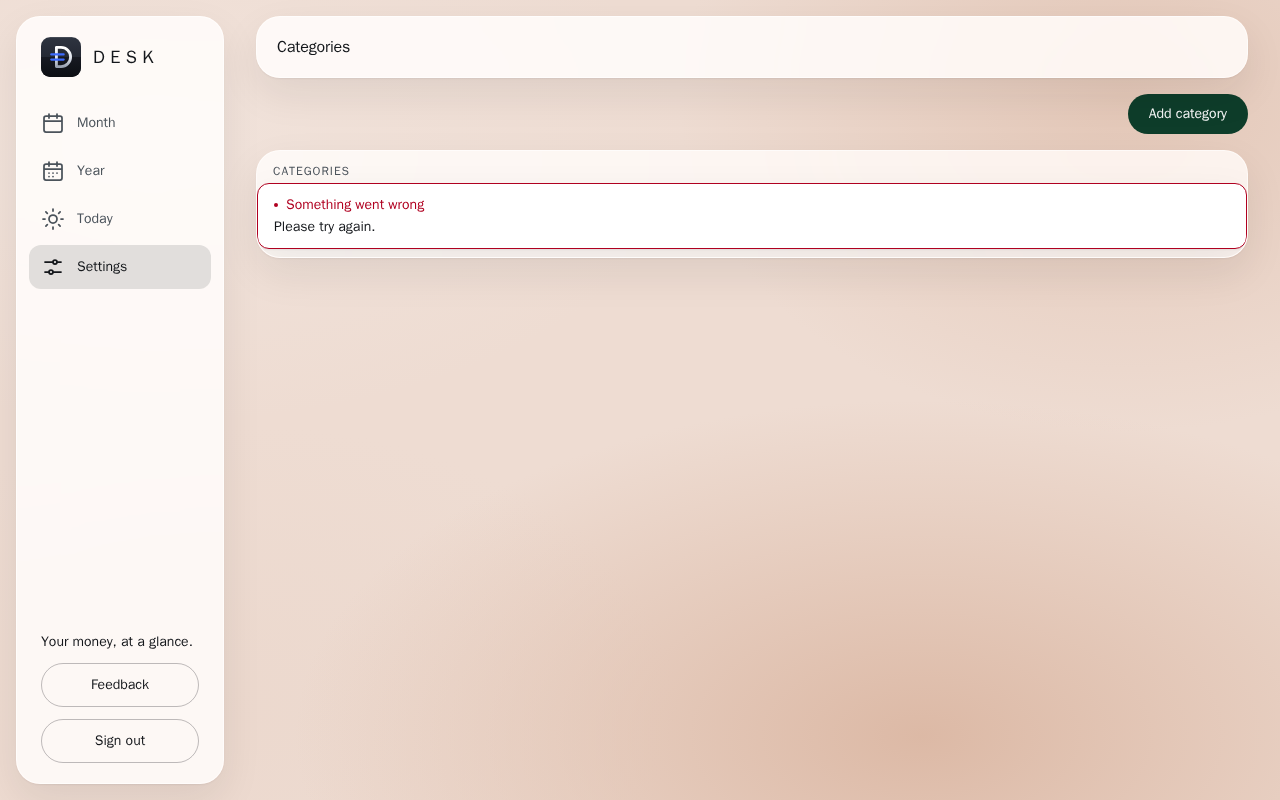 DESK
Month
Year
Today
Settings
Your money, at a glance.
Feedback
Sign out
Categories
Add category
CATEGORIES
• Something went wrong
Please try again.